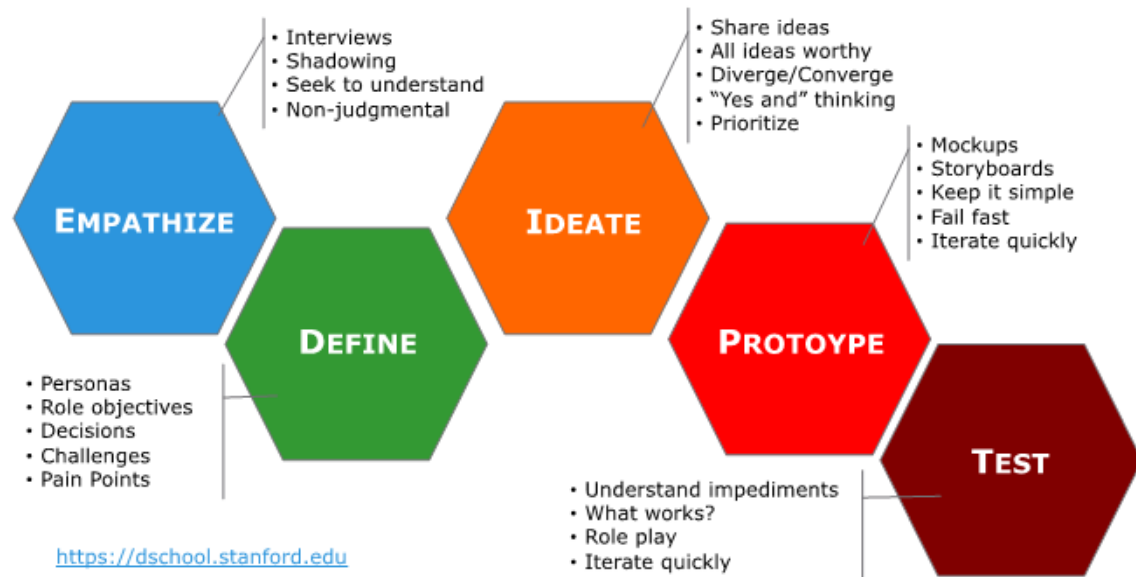 • Interviews
• Shadowing
• Seek to understand
• Non-judgmental
EMPATHIZE
• Personas
• Role objectives
• Decisions
• Challenges
• Pain Points
DEFINE
• Share ideas
• All ideas worthy
• Diverge/Converge
• “Yes and” thinking
• Prioritize
IDEATE
• Mockups
• Storyboards
• Keep it simple
• Fail fast
• Iterate quickly
PROTOYPE
• Understand impediments
• What works?
• Role play
• Iterate quickly
TEST
https://dschool.stanford.edu